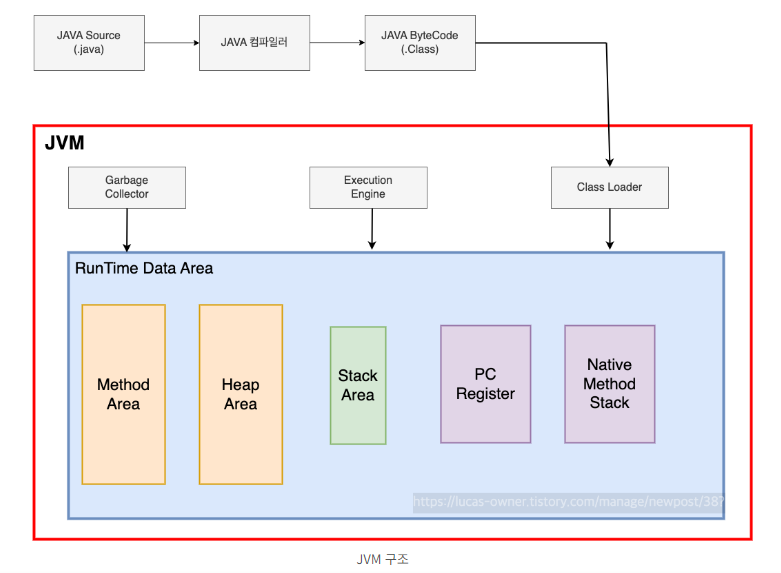 JAVA Source
(.java)
JAVA 컴파일러
JAVA ByteCode
(.Class)
JVM
Garbage
Collector
Execution
Engine
Class Loader
RunTime Data Area
Method
Area
Heap
Area
Stack
Area
PC
Register
Native
Method
Stack
https://lucas-owner.tistory.com/manage/newpost/38?
JVM 구조